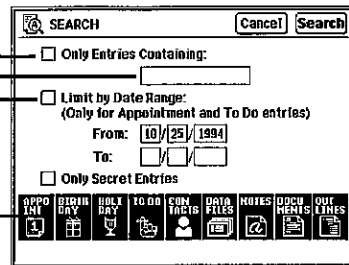 SEARCH Cancel Search
Only Entries Containing:
Limit by Date Range:
(Only for Appointment and To Do entries)
From: 10/25/1994
To: / /
Only Secret Entries
APPO INT BIRTH DAY HOLI DAY TO DO CON TACTS DATA FILES NOTES DOCU MENTS OUT LINES
1